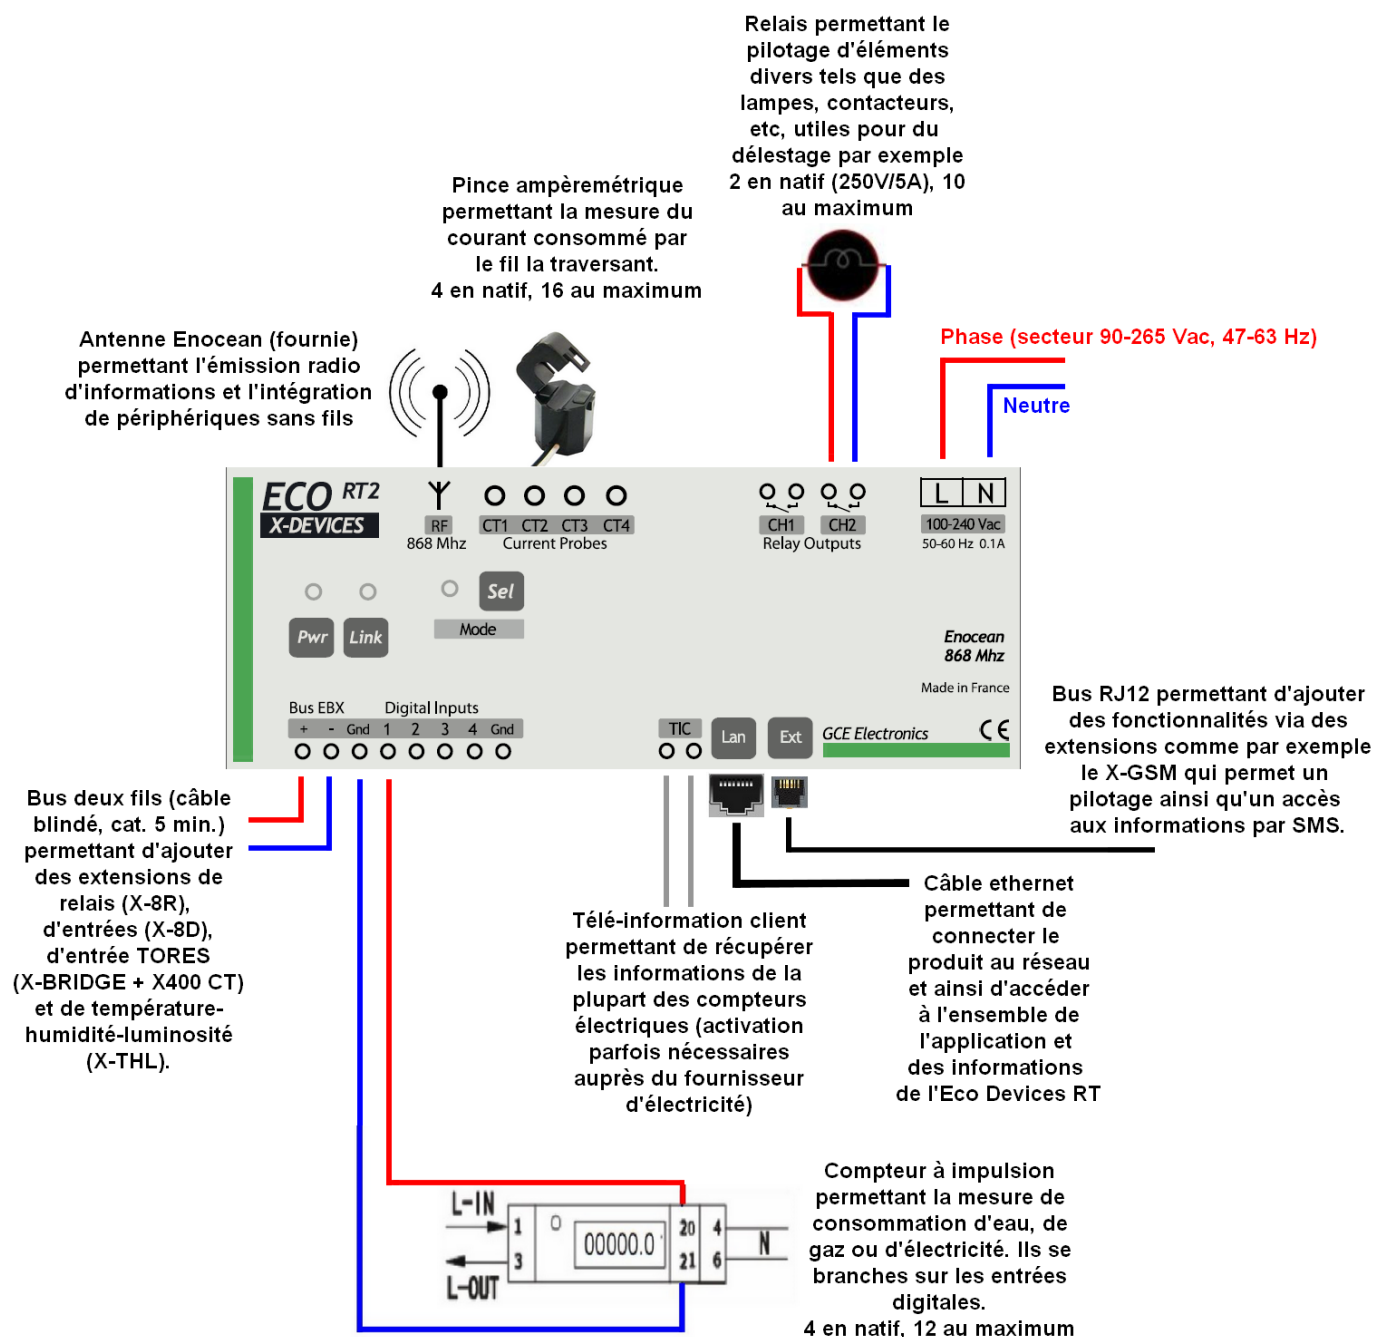 Relais permettant le
pilotage d'éléments
divers tels que des
lampes, contacteurs,
etc, utiles pour du
délestage par exemple
2 en natif (250V/5A), 10
au maximum
Pince ampèremétrique
permettant la mesure du
courant consommé par
le fil la traversant.
4 en natif, 16 au maximum
Antenne Enocean (fournie)
permettant l'émission radio
d'informations et l'intégration
de périphériques sans fils
Phase (secteur 90-265 Vac, 47-63 Hz)
Neutre
ECO RT2
X-DEVICES
RF
868 Mhz
CT1 CT2 CT3 CT4
Current Probes
CH1 CH2
Relay Outputs
L N
100-240 Vac
50-60 Hz 0.1A
Sel
Mode
Pwr Link
Enocean
868 Mhz
Made in France
Bus EBX Digital Inputs
+ - Gnd 1 2 3 4 Gnd
TIC
Lan
Ext
GCE Electronics
CE
Bus RJ12 permettant d'ajouter
des fonctionnalités via des
extensions comme par exemple
le X-GSM qui permet un
pilotage ainsi qu'un accès
aux informations par SMS.
Bus deux fils (câble
blindé, cat. 5 min.)
permettant d'ajouter
des extensions de
relais (X-8R),
d'entrées (X-8D),
d'entrée TORES
(X-BRIDGE + X400 CT)
et de température-
humidité-luminosité
(X-THL).
Télé-information client
permettant de récupérer
les informations de la
plupart des compteurs
électriques (activation
parfois nécessaires
auprès du fournisseur
d'électricité)
Câble ethernet
permettant de
connecter le
produit au réseau
et ainsi d'accéder
à l'ensemble de
l'application et
des informations
de l'Eco Devices RT
L-IN
1
00000.0
20 4
N
3
21 6
L-OUT
Compteur à impulsion
permettant la mesure de
consommation d'eau, de
gaz ou d'électricité. Ils se
branches sur les entrées
digitales.
4 en natif, 12 au maximum